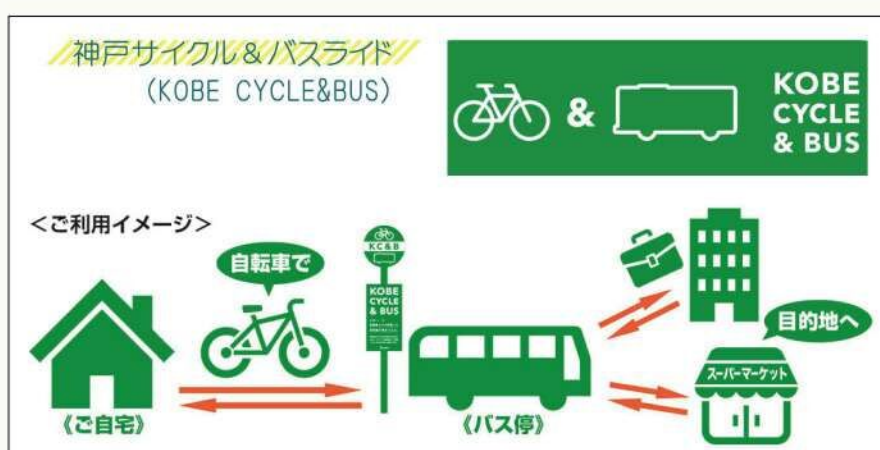 神戸サイクル＆バスライド
(KOBE CYCLE&BUS)
&
KOBE
CYCLE
& BUS
＜ご利用イメージ＞
自転車で
KC&B
KOBE
CYCLE
& BUS
目的地へ
スーパーマーケット
《ご自宅》
《バス停》